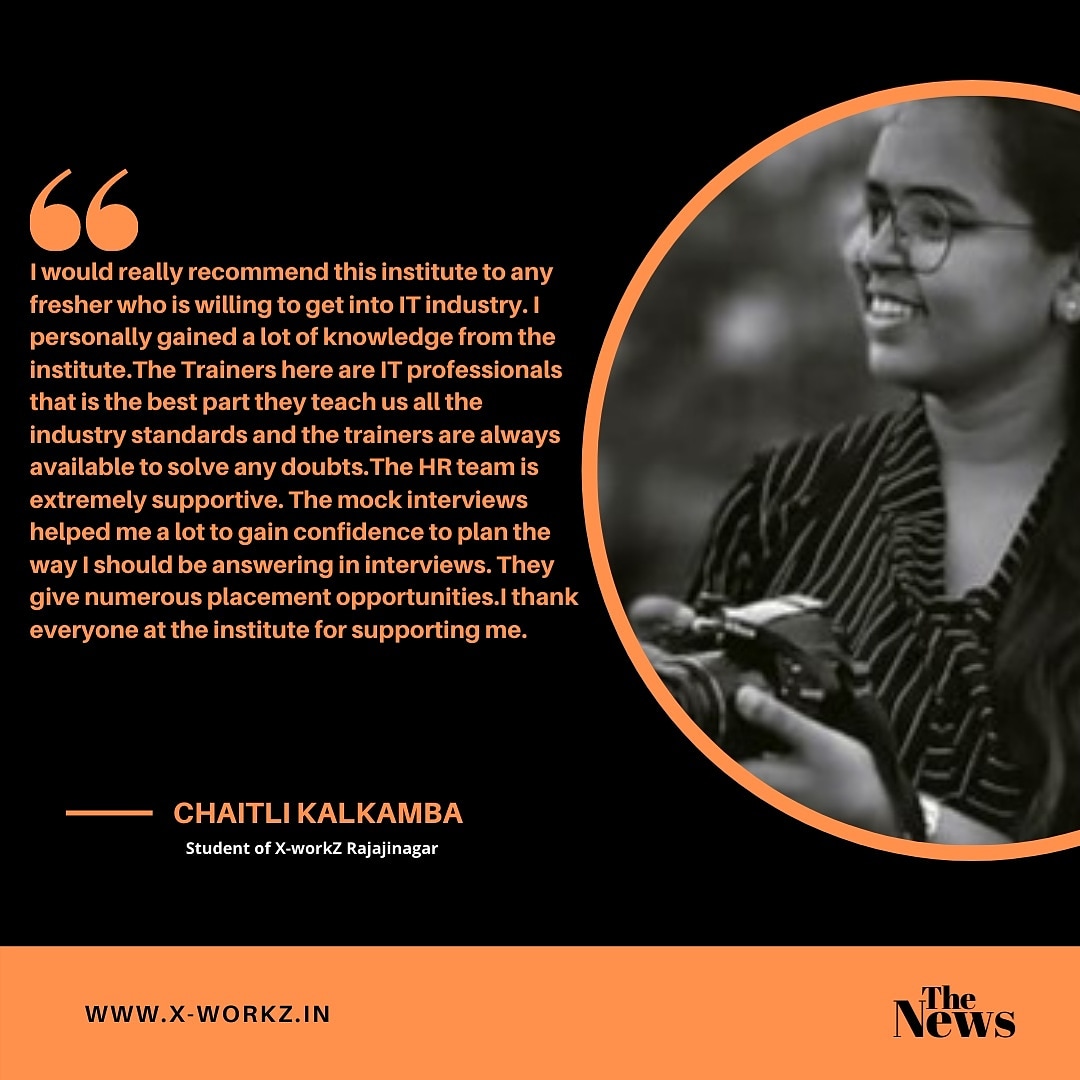 I would really recommend this institute to any
fresher who is willing to get into IT industry. I
personally gained a lot of knowledge from the
institute.The Trainers here are IT professionals
that is the best part they teach us all the
industry standards and the trainers are always
available to solve any doubts.The HR team is
extremely supportive. The mock interviews
helped me a lot to gain confidence to plan the
way I should be answering in interviews. They
give numerous placement opportunities.I thank
everyone at the institute for supporting me.
CHAITLI KALKAMBA
Student of X-workZ Rajajinagar
WWW.X-WORKZ.IN
The
News